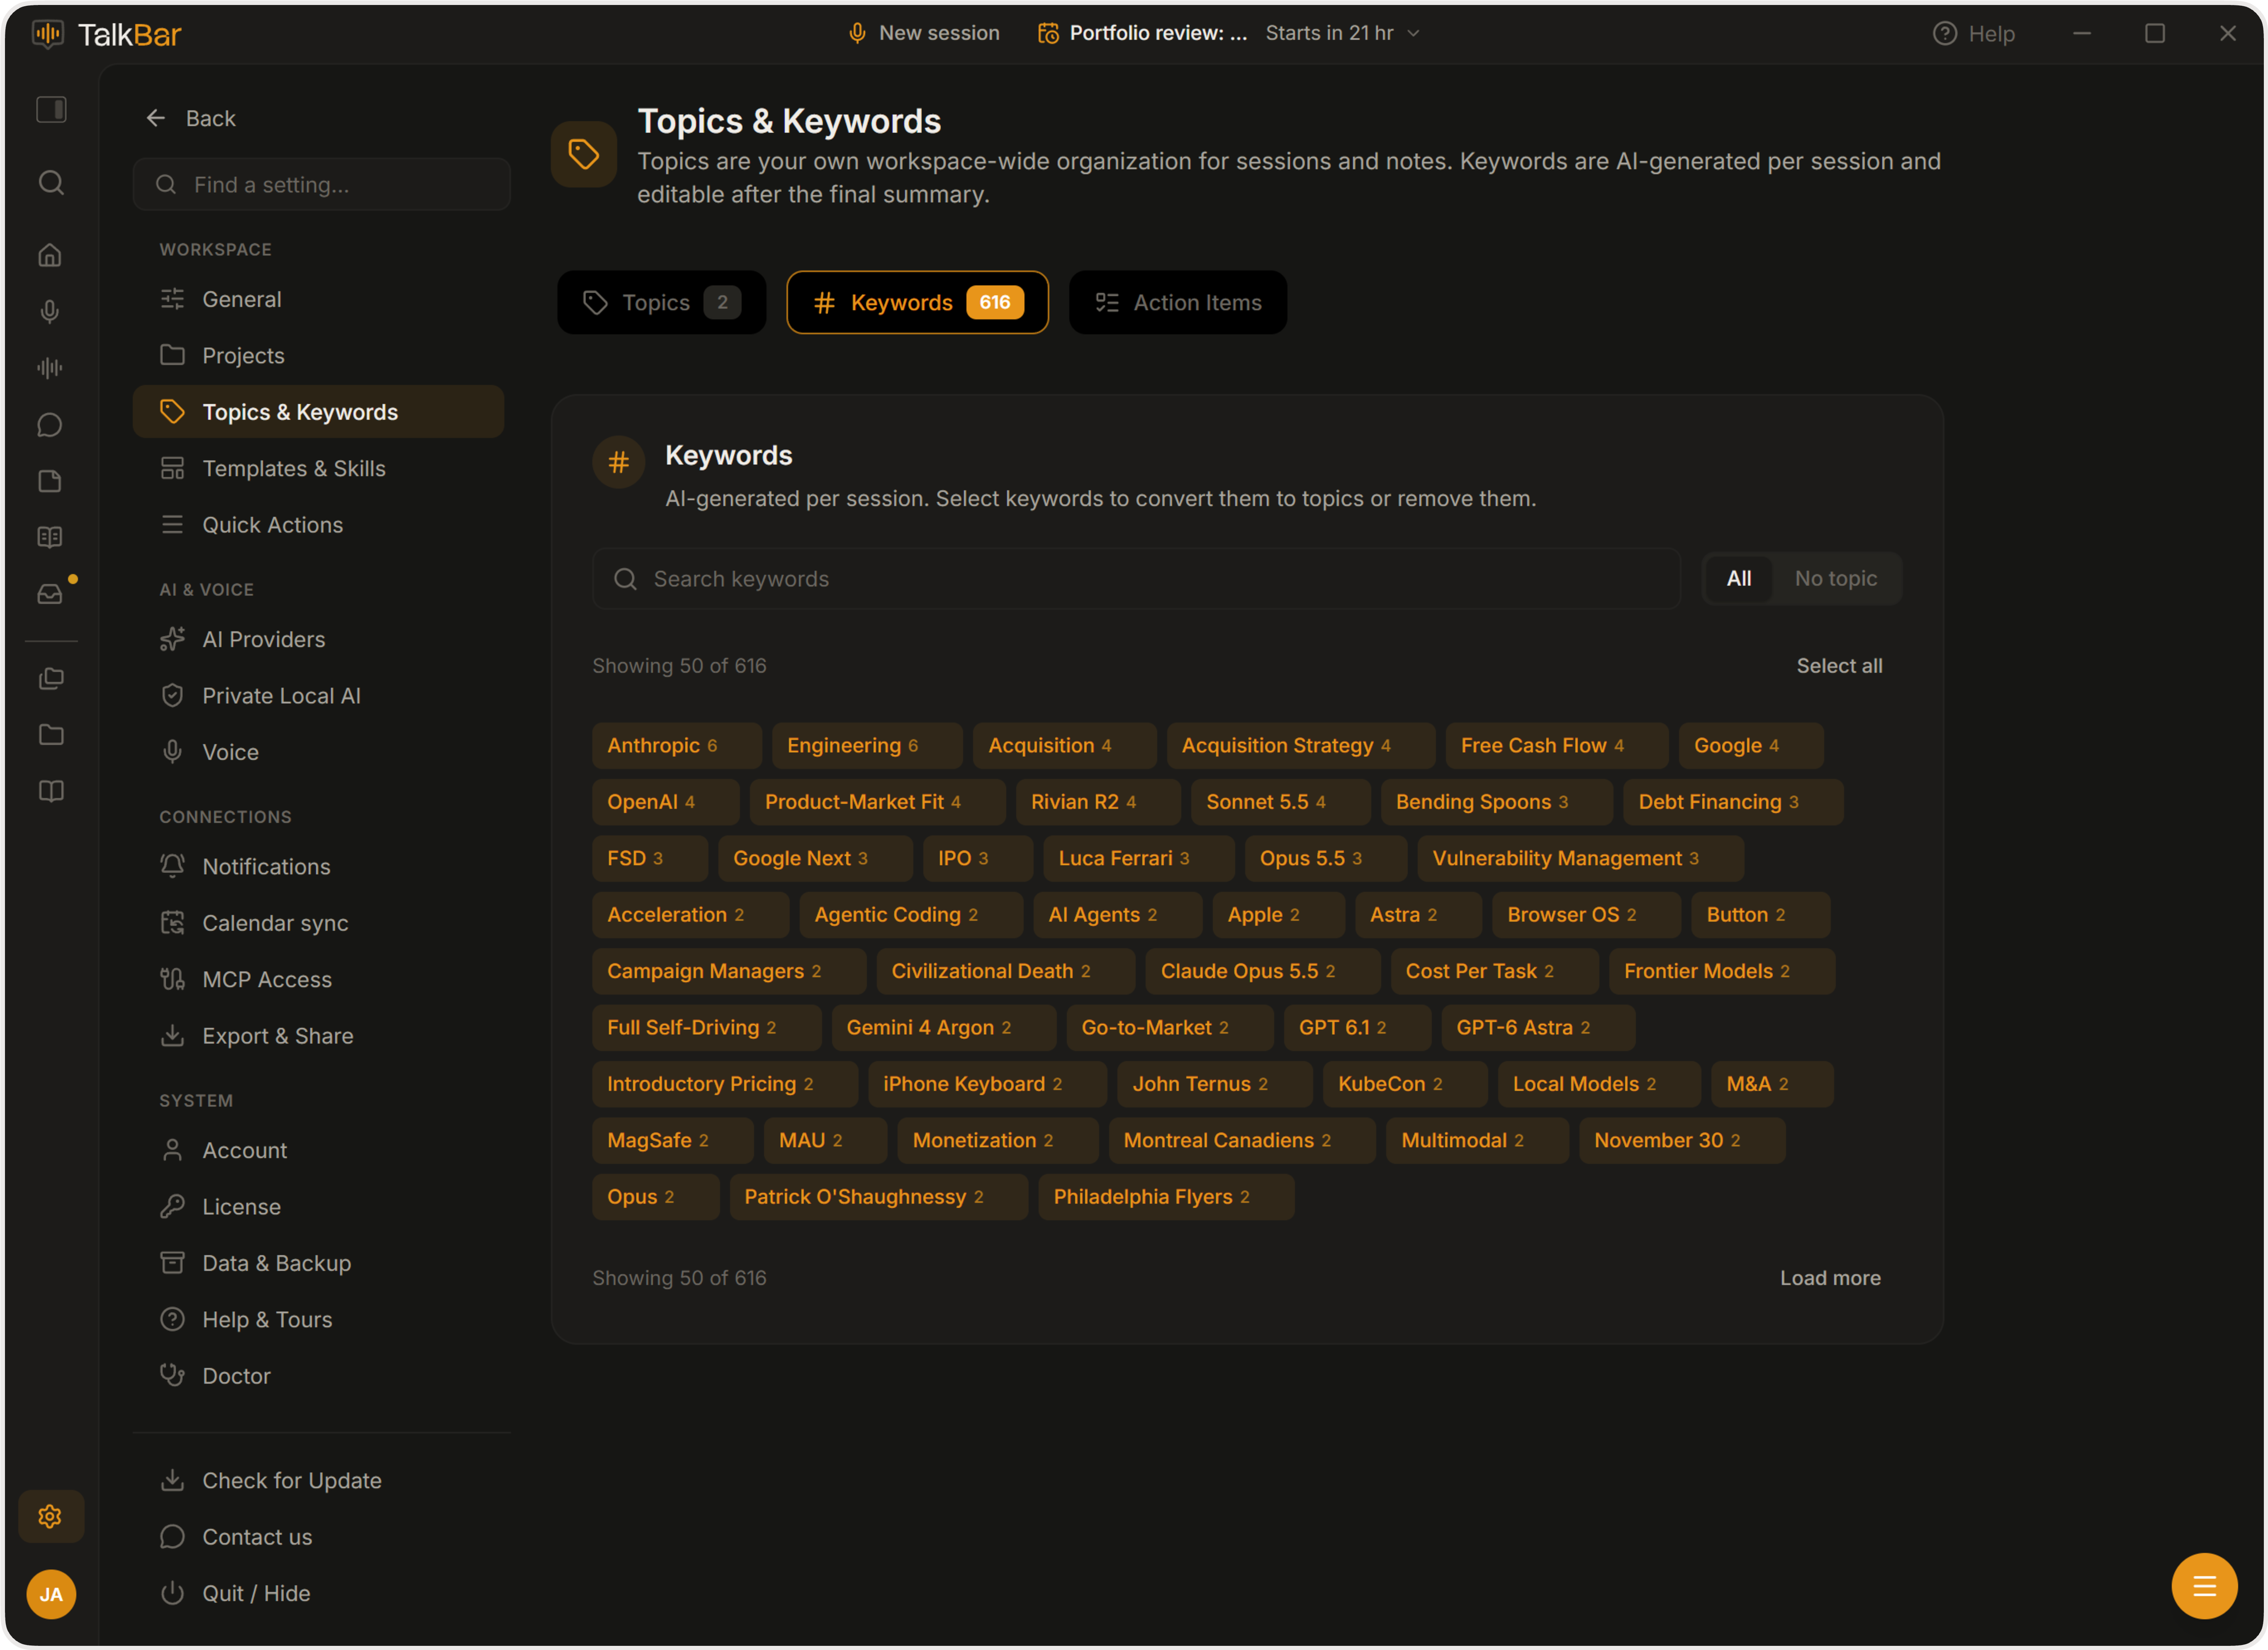 TalkBar
New session
Portfolio review: ... Starts in 21 hr
Help
Back
Find a setting...
WORKSPACE
General
Projects
Topics & Keywords
Templates & Skills
Quick Actions
AI & VOICE
AI Providers
Private Local AI
Voice
CONNECTIONS
Notifications
Calendar sync
MCP Access
Export & Share
SYSTEM
Account
License
Data & Backup
Help & Tours
Doctor
Check for Update
Contact us
Quit / Hide
JA
Topics & Keywords
Topics are your own workspace-wide organization for sessions and notes. Keywords are AI-generated per session and
editable after the final summary.
Topics 2
# Keywords 616
Action Items
# Keywords
AI-generated per session. Select keywords to convert them to topics or remove them.
Search keywords
All No topic
Showing 50 of 616
Select all
Anthropic 6 Engineering 6 Acquisition 4 Acquisition Strategy 4 Free Cash Flow 4 Google 4
OpenAI 4 Product-Market Fit 4 Rivian R2 4 Sonnet 5.5 4 Bending Spoons 3 Debt Financing 3
FSD 3 Google Next 3 IPO 3 Luca Ferrari 3 Opus 5.5 3 Vulnerability Management 3
Acceleration 2 Agentic Coding 2 AI Agents 2 Apple 2 Astra 2 Browser OS 2 Button 2
Campaign Managers 2 Civilizational Death 2 Claude Opus 5.5 2 Cost Per Task 2 Frontier Models 2
Full Self-Driving 2 Gemini 4 Argon 2 Go-to-Market 2 GPT 6.1 2 GPT-6 Astra 2
Introductory Pricing 2 iPhone Keyboard 2 John Ternus 2 KubeCon 2 Local Models 2 M&A 2
MagSafe 2 MAU 2 Monetization 2 Montreal Canadiens 2 Multimodal 2 November 30 2
Opus 2 Patrick O'Shaughnessy 2 Philadelphia Flyers 2
Showing 50 of 616
Load more